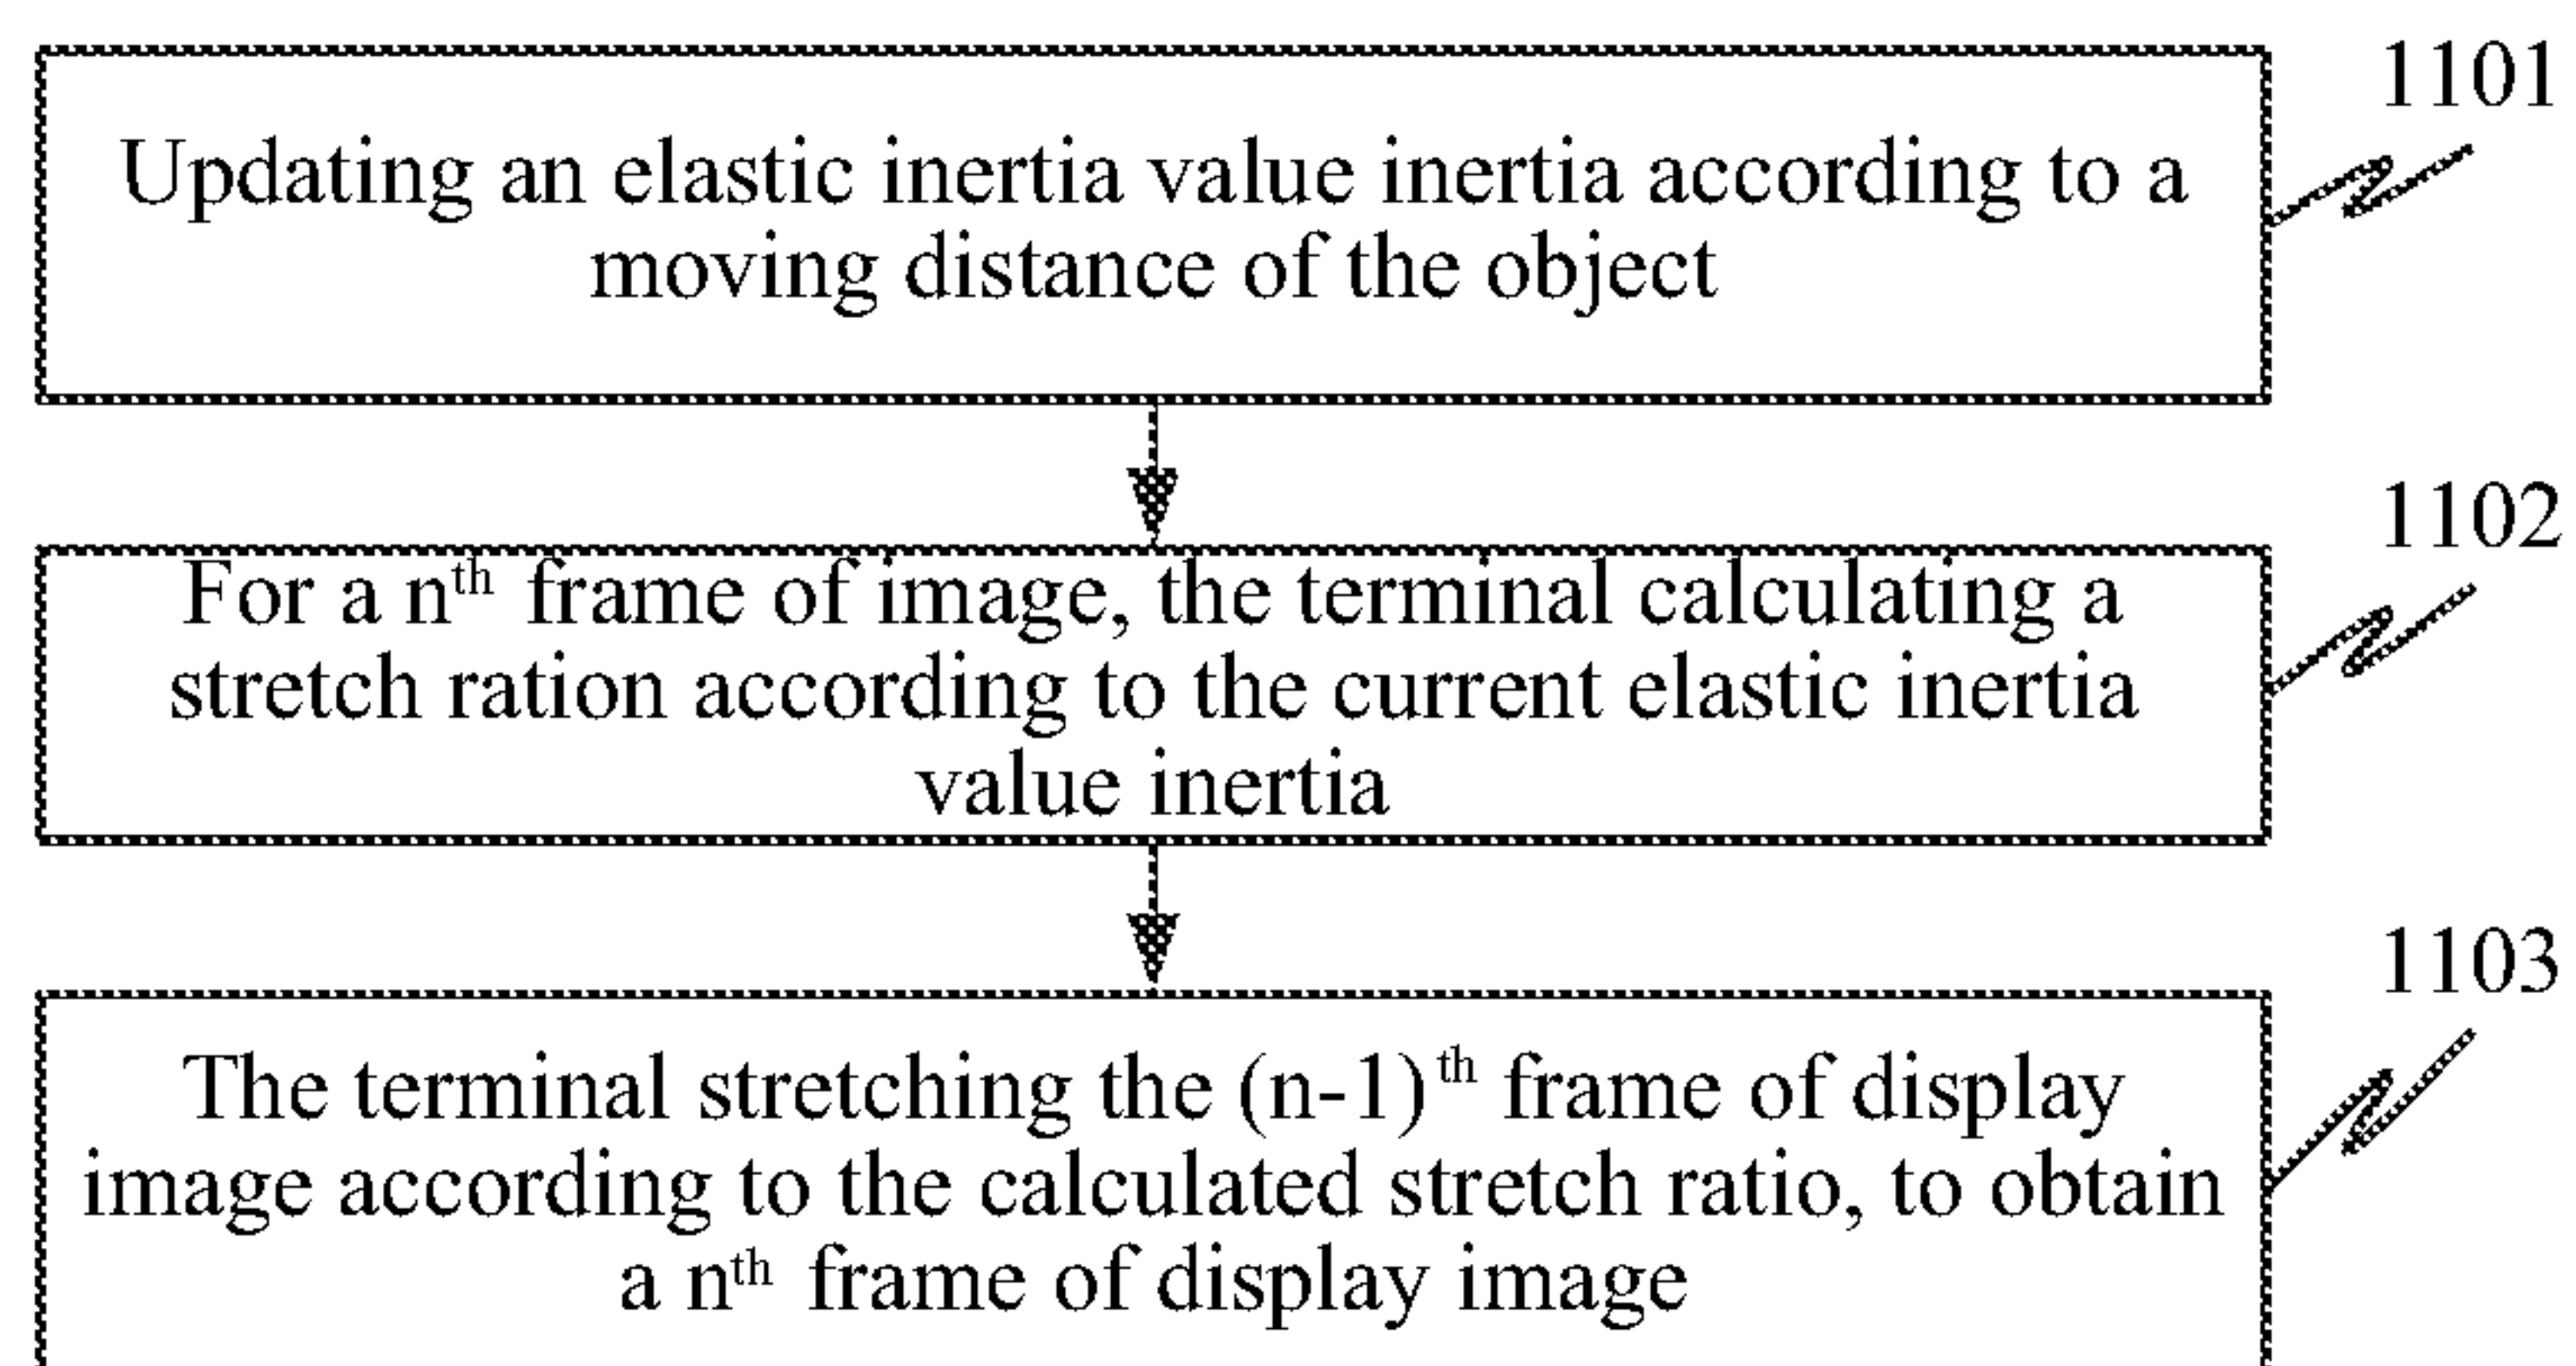 1101
Updating an elastic inertia value inertia according to a
moving distance of the object
1102
For a nth frame of image, the terminal calculating a
stretch ration according to the current elastic inertia
value inertia
1103
The terminal stretching the (n-1)th frame of display
image according to the calculated stretch ratio, to obtain
a nth frame of display image